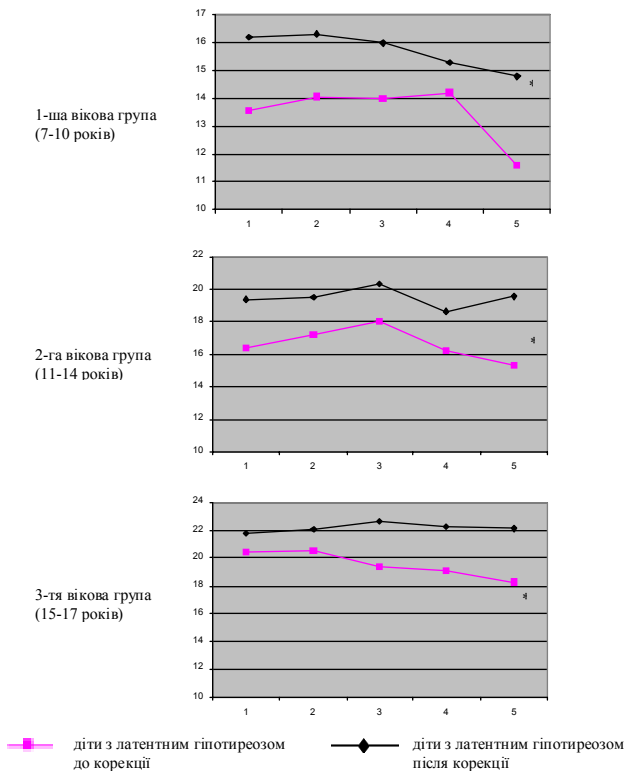 17
16
15
14
13
12
11
10
1 2 3 4 5
*
1-ша вікова група
(7-10 років)
22
20
18
16
14
12
10
1 2 3 4 5
*
2-га вікова група
(11-14 років)
24
22
20
18
16
14
12
10
1 2 3 4 5
*
3-тя вікова група
(15-17 років)
діти з латентним гіпотиреозом
до корекції
діти з латентним гіпотиреозом
після корекції